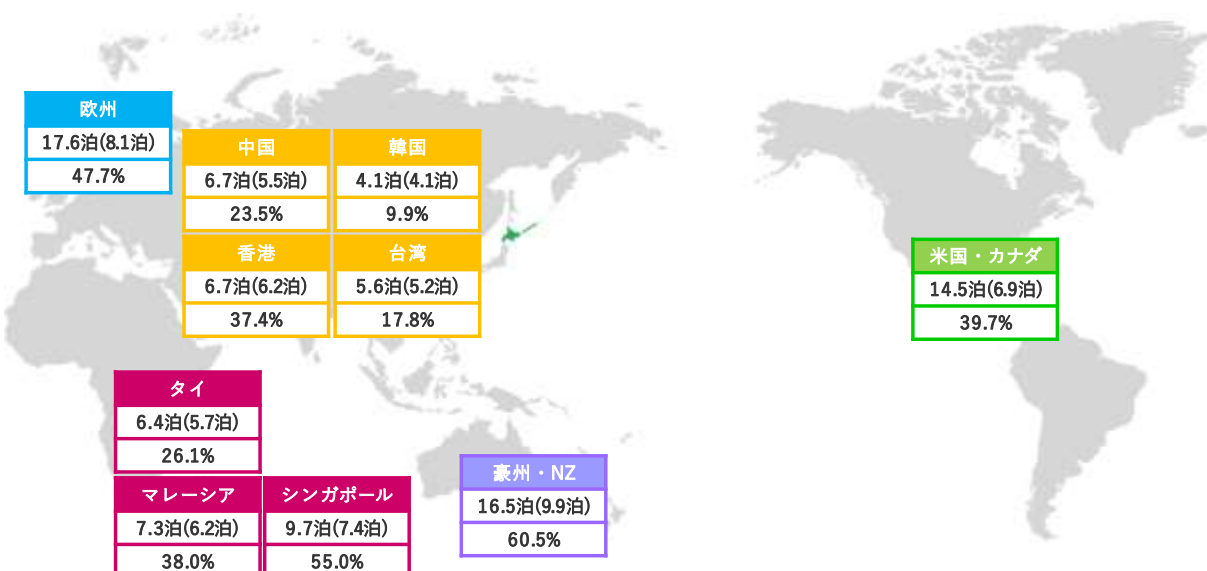 欧州
17.6泊(8.1泊)
47.7%
中国
6.7泊(5.5泊)
23.5%
韓国
4.1泊(4.1泊)
9.9%
香港
6.7泊(6.2泊)
37.4%
台湾
5.6泊(5.2泊)
17.8%
米国・カナダ
14.5泊(6.9泊)
39.7%
タイ
6.4泊(5.7泊)
26.1%
マレーシア
7.3泊(6.2泊)
38.0%
シンガポール
9.7泊(7.4泊)
55.0%
豪州・NZ
16.5泊(9.9泊)
60.5%